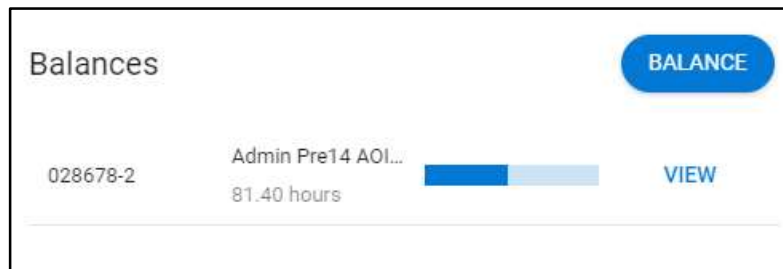 Balances
BALANCE
028678-2
Admin Pre14 AOI...
81.40 hours
VIEW